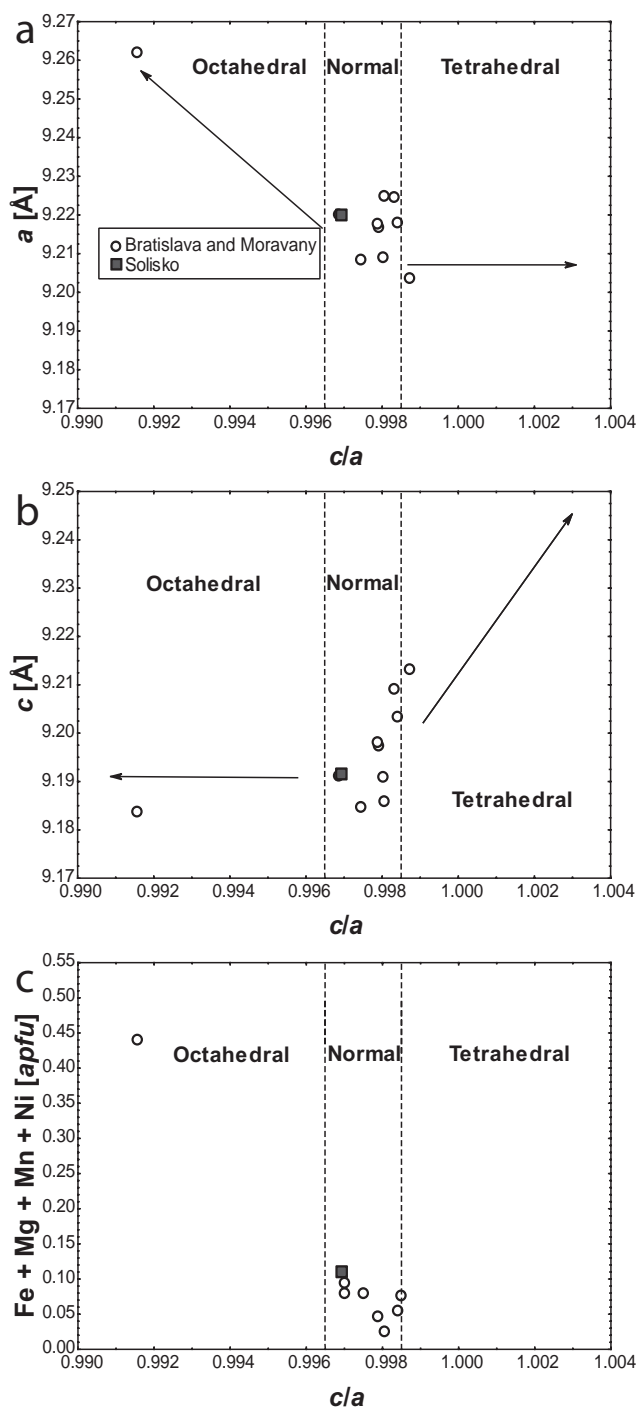 a
9.27
9.26
9.25
9.24
9.23
9.22
9.21
9.20
9.19
9.18
9.17
a [Å]
Octahedral Normal Tetrahedral
Bratislava and Moravany
Solisko
0.990 0.992 0.994 0.996 0.998 1.000 1.002 1.004
c/a
b
9.25
9.24
9.23
9.22
9.21
9.20
9.19
9.18
9.17
c [Å]
Octahedral Normal
Tetrahedral
0.990 0.992 0.994 0.996 0.998 1.000 1.002 1.004
c/a
c
0.55
0.50
0.45
0.40
0.35
0.30
0.25
0.20
0.15
0.10
0.05
0.00
Fe + Mg + Mn + Ni [apfu]
Octahedral Normal Tetrahedral
0.990 0.992 0.994 0.996 0.998 1.000 1.002 1.004
c/a